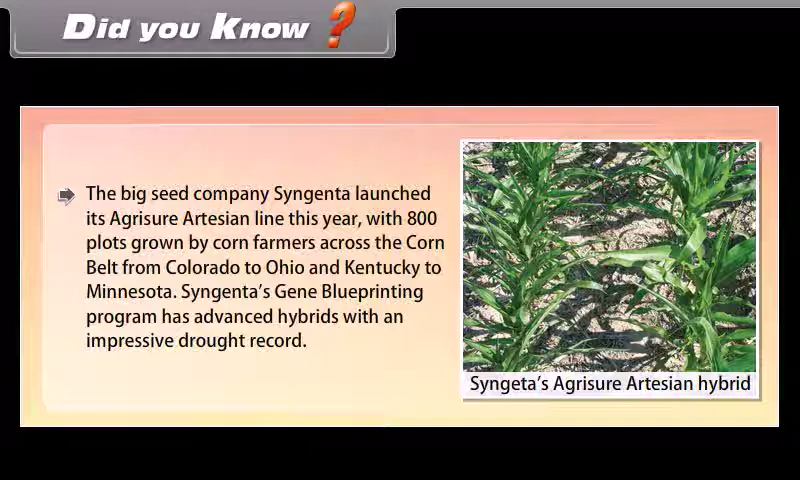 Did you Know ?
The big seed company Syngenta launched
its Agrisure Artesian line this year, with 800
plots grown by corn farmers across the Corn
Belt from Colorado to Ohio and Kentucky to
Minnesota. Syngenta's Gene Blueprinting
program has advanced hybrids with an
impressive drought record.
Syngeta's Agrisure Artesian hybrid